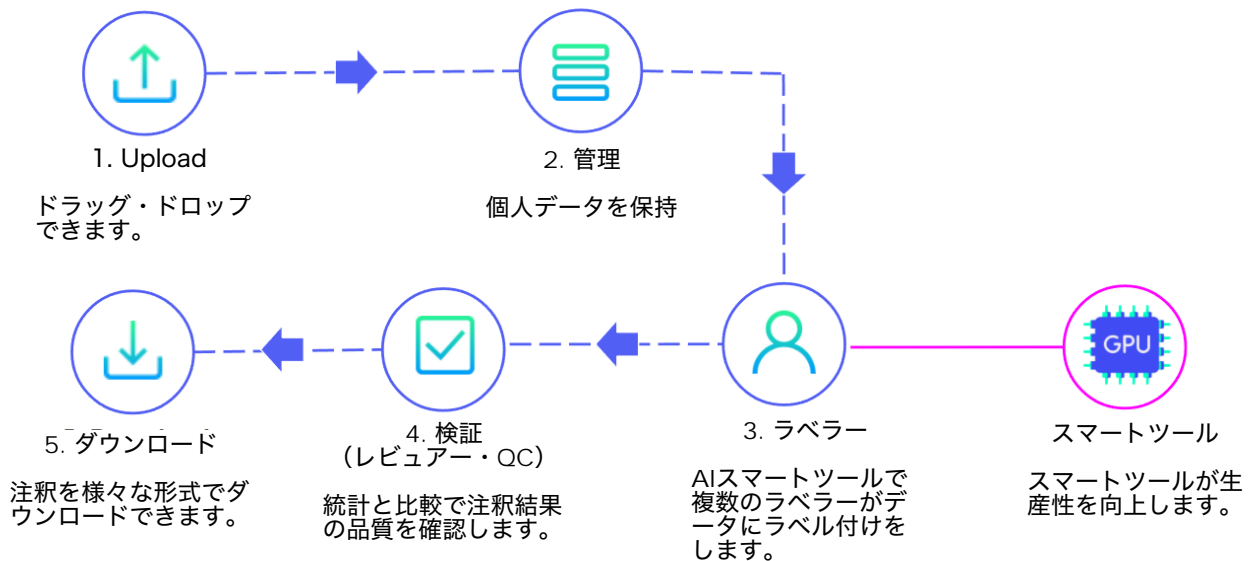 1. Upload
ドラッグ・ドロップ
できます。
2. 管理
個人データを保持
GPU
3. ラベラー
AIスマートツールで
複数のラベラーがデ
ータにラベル付けを
します。
スマートツール
スマートツールが生
産性を向上します。
4. 検証
（レビュアー・QC）
統計と比較で注釈結果
の品質を確認します。
5. ダウンロード
注釈を様々な形式でダ
ウンロードできます。